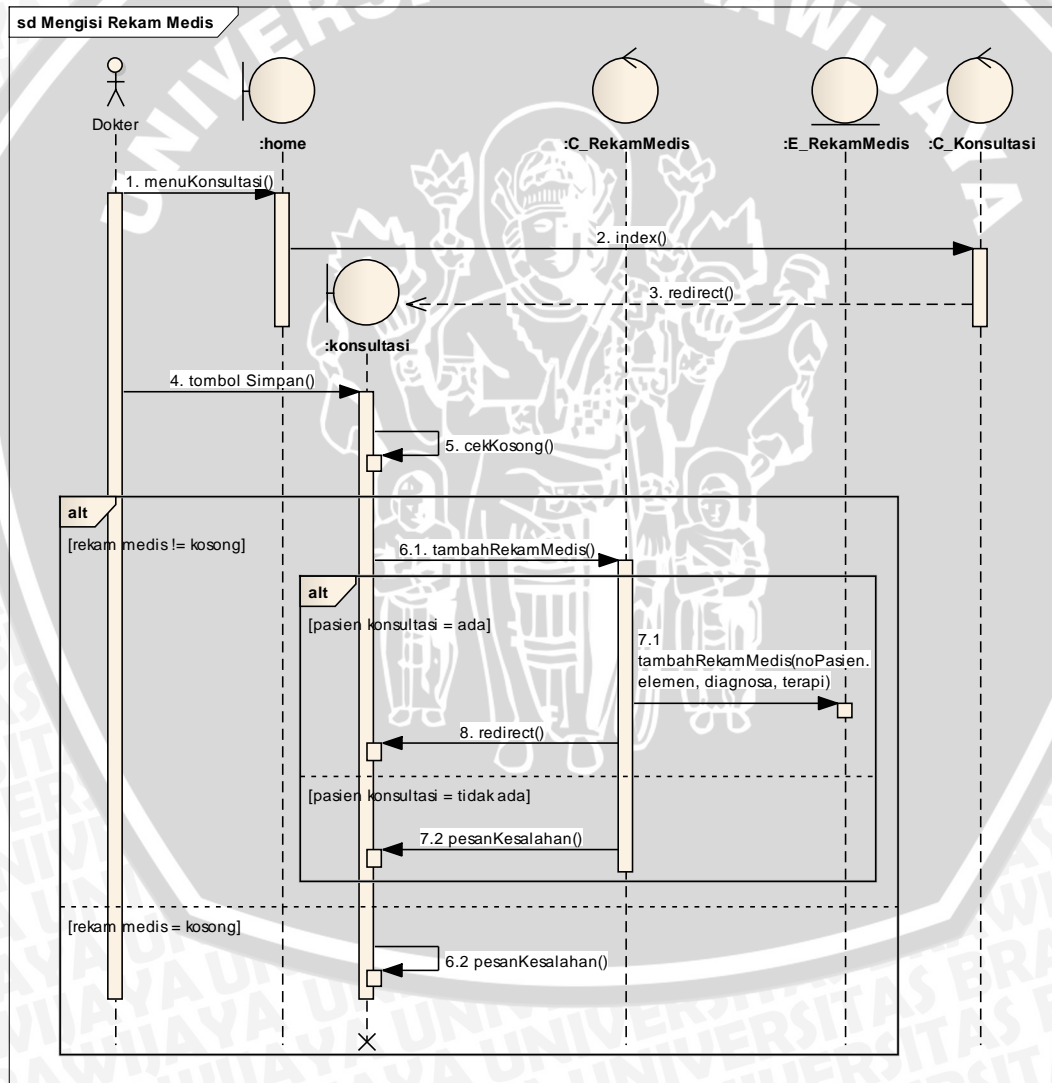 sd Mengisi Rekam Medis
Dokter
:home
:C_RekamMedis
:E_RekamMedis
:C_Konsultasi
1. menuKonsultasi()
2. index()
3. redirect()
:konsultasi
4. tombol Simpan()
5. cekKosong()
alt
[rekam medis != kosong]
6.1. tambahRekamMedis()
alt
[pasien konsultasi = ada]
7.1
tambahRekamMedis(noPasien.
elemen, diagnosa, terapi)
8. redirect()
[pasien konsultasi = tidak ada]
7.2 pesanKesalahan()
[rekam medis = kosong]
6.2 pesanKesalahan()